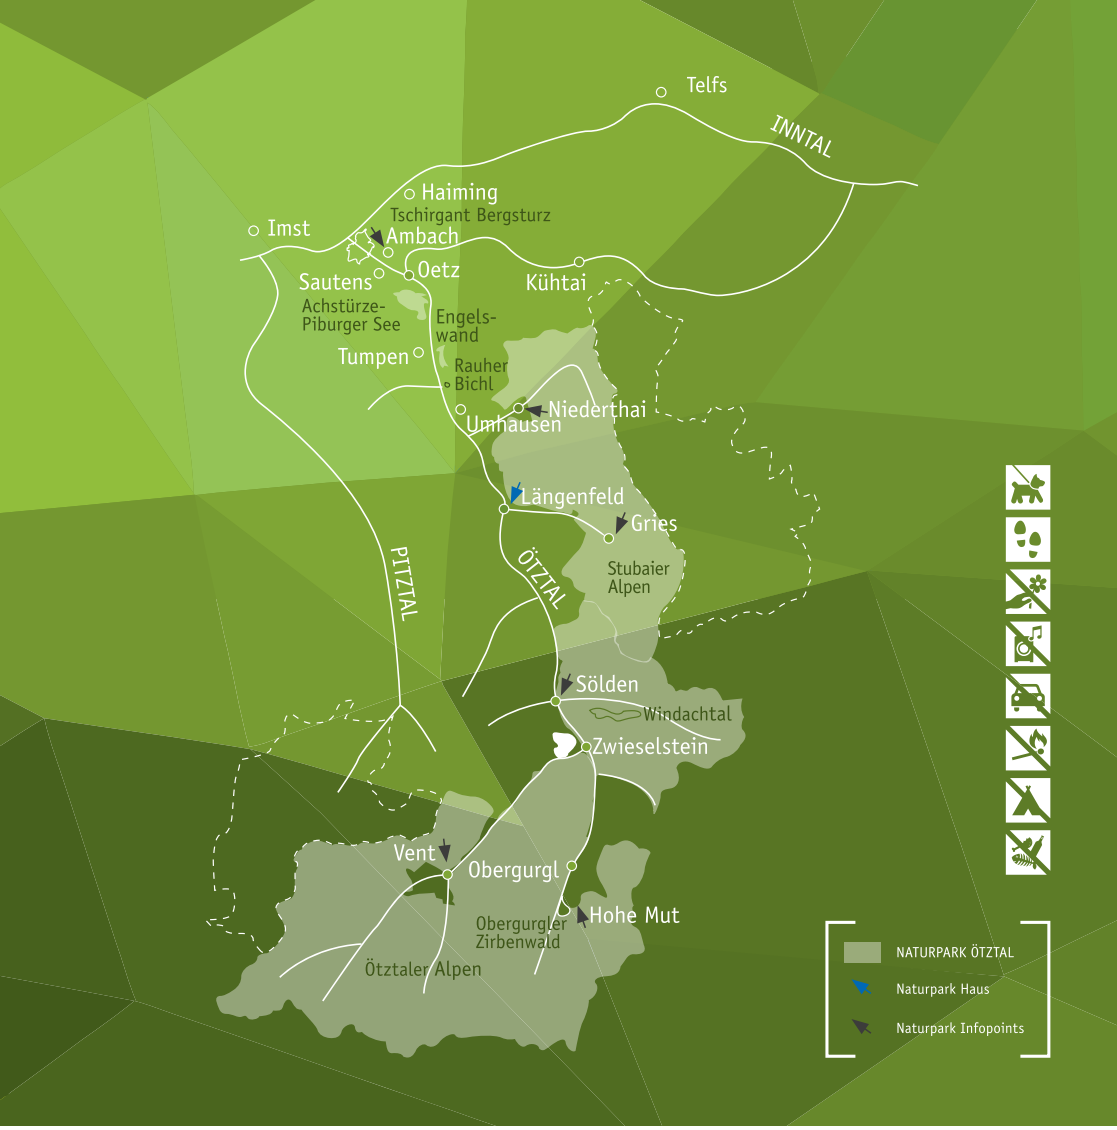 Telfs
INNTAL
Haiming
Tschirgant Bergsturz
Imst
Ambach
Oetz
Sautens
Kühtai
Achstürze-
Piburger See
Engels-
wand
Tumpen
Rauher
Bichl
Niederthai
Umhausen
Längenfeld
Gries
PITZTAL
ÖTZTAL
Stubaier
Alpen
Sölden
Windachtal
Zwieselstein
Vent
Obergurgl
Hohe Mut
Obergurgler
Zirbenwald
Ötztaler Alpen
NATURPARK ÖTZTAL
Naturpark Haus
Naturpark Infopoints